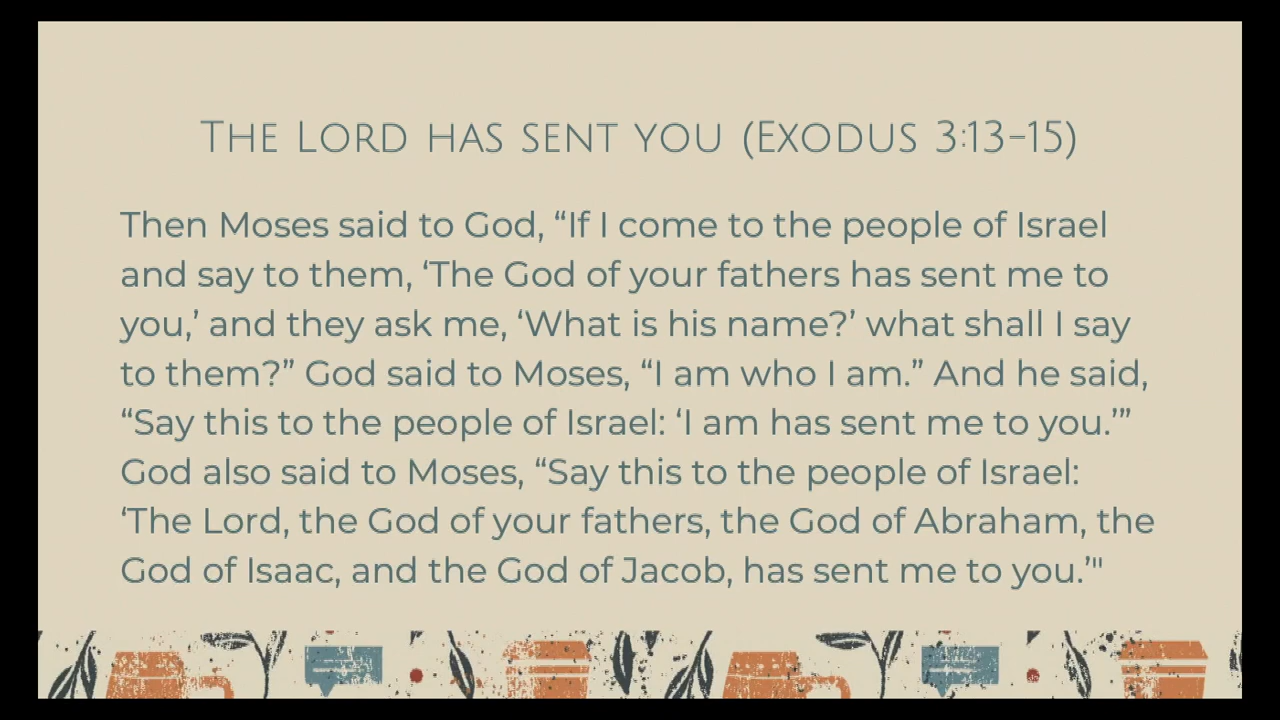 The Lord has sent you (Exodus 3:13-15)
Then Moses said to God, “If I come to the people of Israel
and say to them, ‘The God of your fathers has sent me to
you,’ and they ask me, ‘What is his name?’ what shall I say
to them?” God said to Moses, “I am who I am.” And he said,
“Say this to the people of Israel: ‘I am has sent me to you.’”
God also said to Moses, “Say this to the people of Israel:
‘The Lord, the God of your fathers, the God of Abraham, the
God of Isaac, and the God of Jacob, has sent me to you.’"